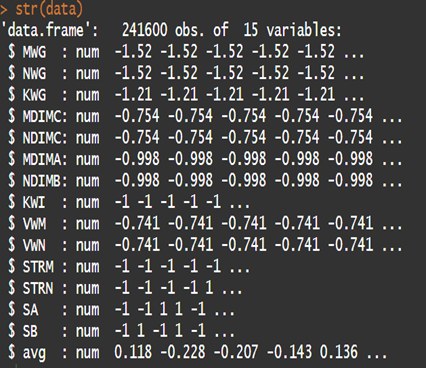 > str(data)
'data.frame':   241600 obs. of  15 variables:
 $ MWG  : num  -1.52 -1.52 -1.52 -1.52 -1.52 ...
 $ NWG  : num  -1.52 -1.52 -1.52 -1.52 -1.52 ...
 $ KWG  : num  -1.21 -1.21 -1.21 -1.21 -1.21 ...
 $ MDIMC: num  -0.754 -0.754 -0.754 -0.754 -0.754 ...
 $ NDIMC: num  -0.754 -0.754 -0.754 -0.754 -0.754 ...
 $ MDIMA: num  -0.998 -0.998 -0.998 -0.998 -0.998 ...
 $ NDIMB: num  -0.998 -0.998 -0.998 -0.998 -0.998 ...
 $ KWI  : num  -1 -1 -1 -1 -1 ...
 $ VWM  : num  -0.741 -0.741 -0.741 -0.741 -0.741 ...
 $ VWN  : num  -0.741 -0.741 -0.741 -0.741 -0.741 ...
 $ STRM : num  -1 -1 -1 -1 -1 ...
 $ STRN : num  -1 -1 -1 -1 1 ...
 $ SA   : num  -1 -1 1 1 -1 ...
 $ SB   : num  -1 1 -1 1 -1 ...
 $ avg  : num  0.118 -0.228 -0.207 -0.143 0.136 ...